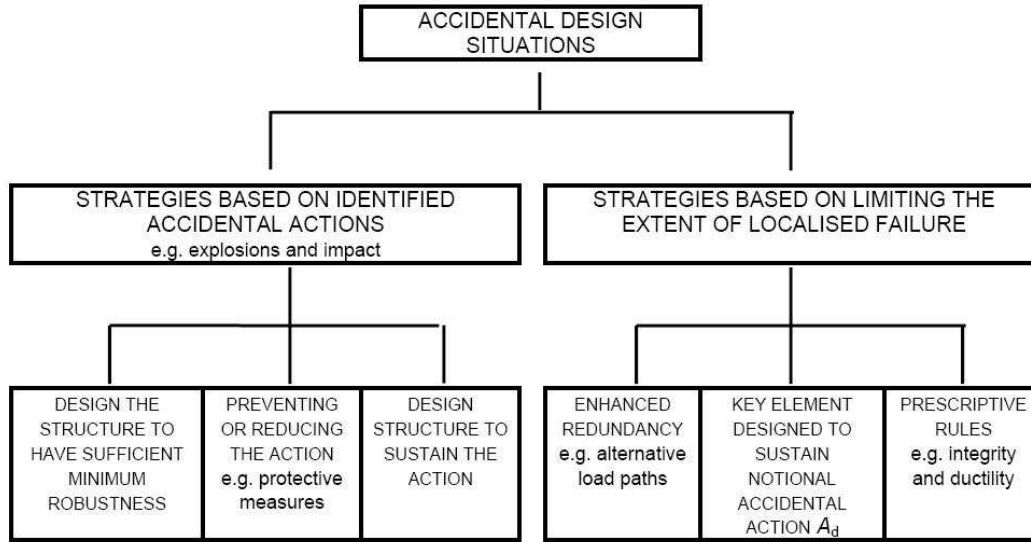 ACCIDENTAL DESIGN
SITUATIONS
STRATEGIES BASED ON IDENTIFIED
ACCIDENTAL ACTIONS
e.g. explosions and impact
STRATEGIES BASED ON LIMITING THE
EXTENT OF LOCALISED FAILURE
DESIGN THE
STRUCTURE TO
HAVE SUFFICIENT
MINIMUM
ROBUSTNESS
PREVENTING
OR REDUCING
THE ACTION
e.g. protective
measures
DESIGN
STRUCTURE TO
SUSTAIN THE
ACTION
ENHANCED
REDUNDANCY
e.g. alternative
load paths
KEY ELEMENT
DESIGNED TO
SUSTAIN
NOTIONAL
ACCIDENTAL
ACTION Ad
PRESCRIPTIVE
RULES
e.g. integrity
and ductility